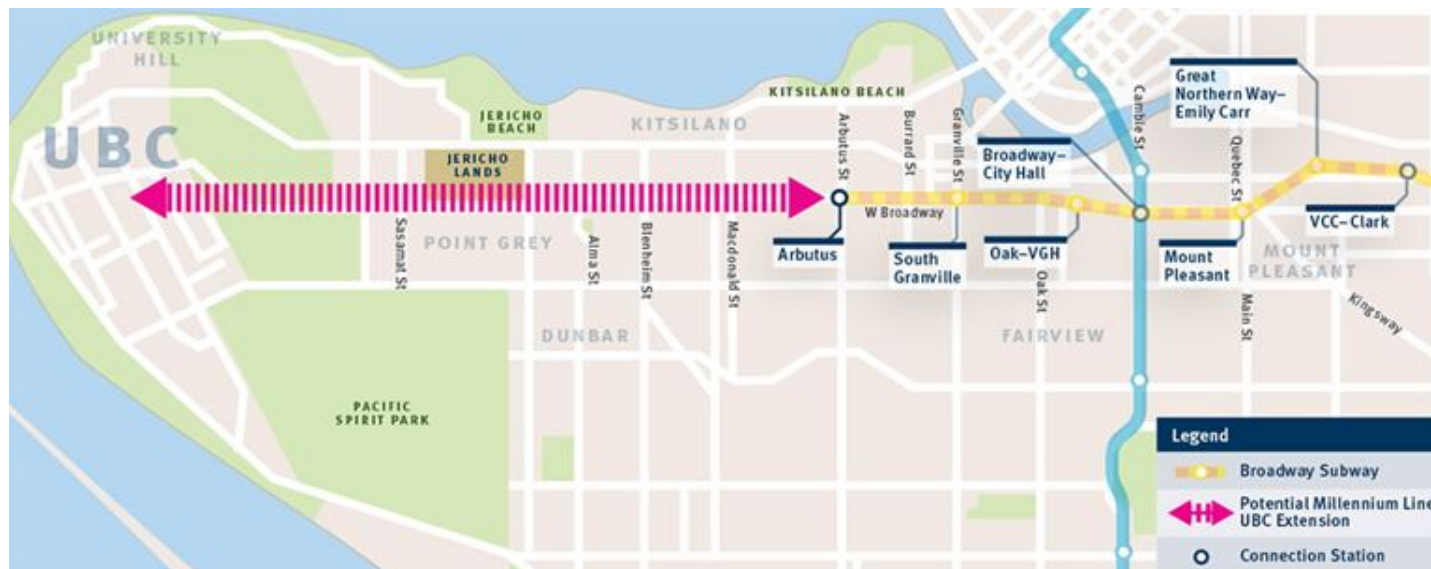 UNIVERSITY
HILL
UBC
JERICHO
BEACH
JERICHO
LANDS
KITSILANO
KITSILANO BEACH
Arbutus St
Burrard St
Granville St
Broadway–
City Hall
Cambie St
Great
Northern Way–
Emily Carr
Quebec St
W Broadway
Sasamat St
POINT GREY
Alma St
Blenheim St
Macdonald St
Arbutus
South
Granville
Oak–VGH
Oak St
Mount
Pleasant
VCC–Clark
MOUNT
PLEASANT
Main St
Kingsway
DUNBAR
FAIRVIEW
PACIFIC
SPIRIT PARK
Legend
Broadway Subway
Potential Millennium Line
UBC Extension
Connection Station